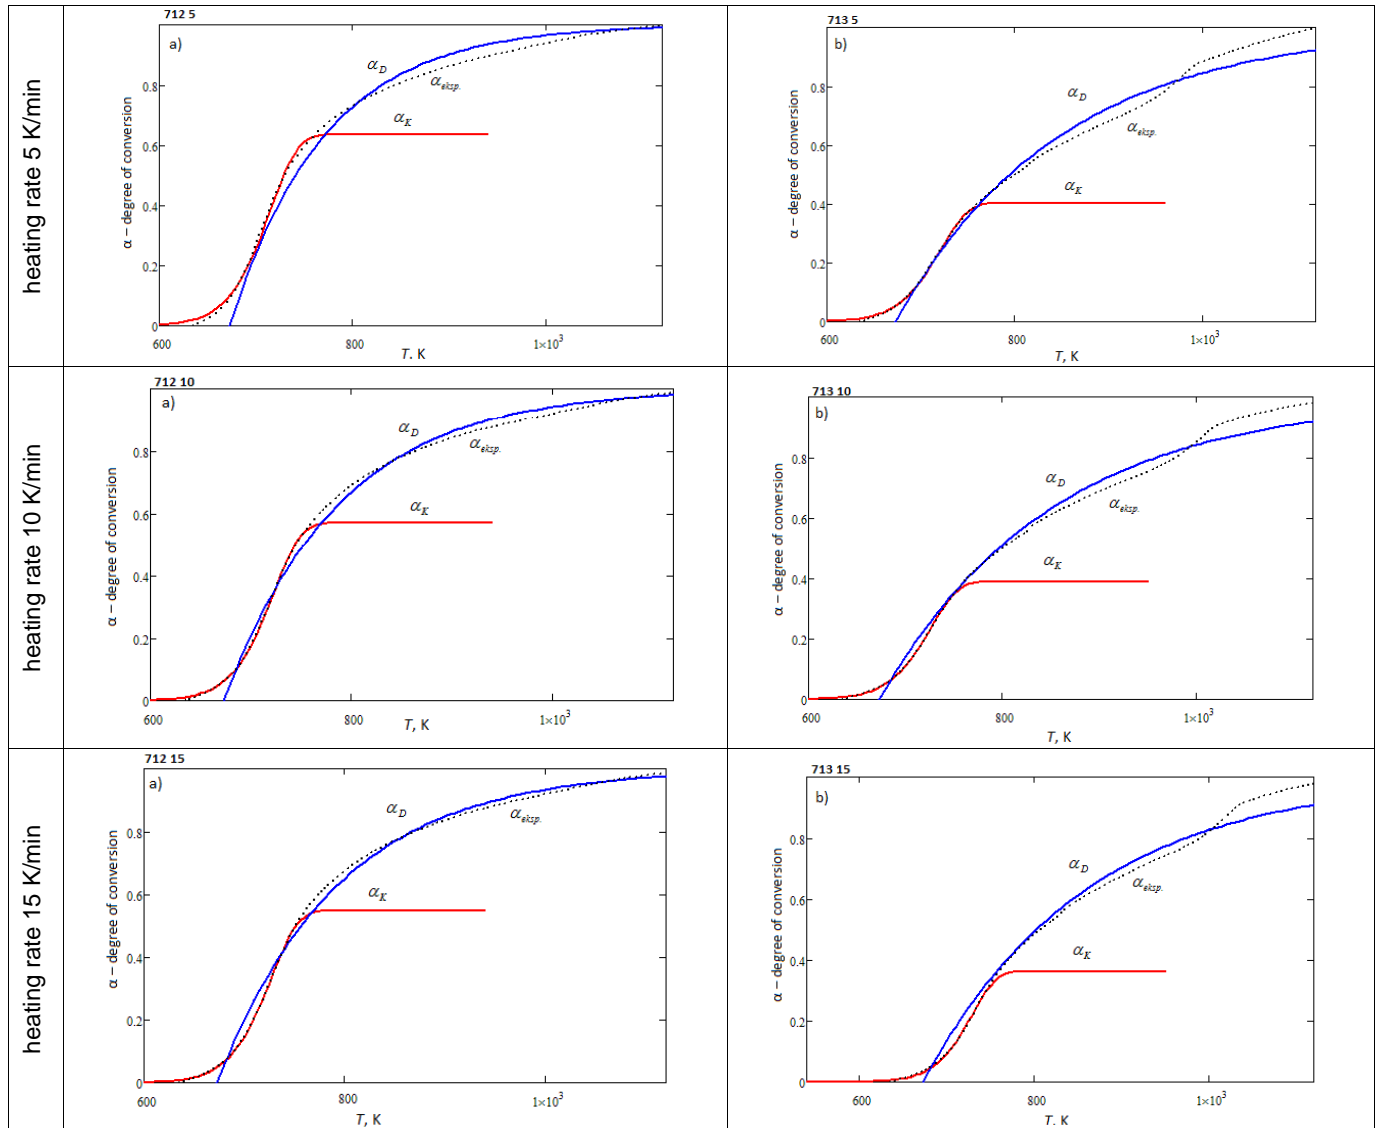 heating rate 5 K/min
712 5
a)
α_D
α_eksp.
α_K
α – degree of conversion
0.8
0.6
0.4
0.2
0
600
800
1×10³
T. K
713 5
b)
α_D
α_eksp.
α_K
α – degree of conversion
0.8
0.6
0.4
0.2
0
600
800
1×10³
T, K
heating rate 10 K/min
712 10
a)
α_D
α_eksp.
α_K
α – degree of conversion
0.8
0.6
0.4
0.2
0
600
800
1×10³
T, K
713 10
b)
α_D
α_eksp.
α_K
α – degree of conversion
0.8
0.6
0.4
0.2
0
600
800
1×10³
T, K
heating rate 15 K/min
712 15
a)
α_D
α_eksp.
α_K
α – degree of conversion
0.8
0.6
0.4
0.2
0
600
800
1×10³
T, K
713 15
b)
α_D
α_eksp.
α_K
α – degree of conversion
0.8
0.6
0.4
0.2
0
600
800
1×10³
T. K